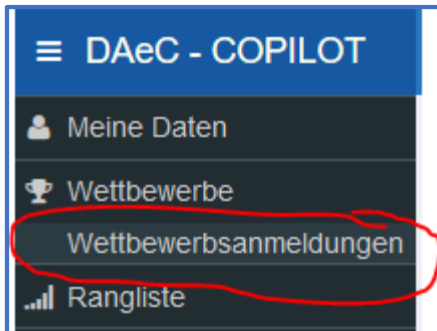 DAeC - COPILOT
Meine Daten
Wettbewerbe
Wettbewerbsanmeldungen
Rangliste